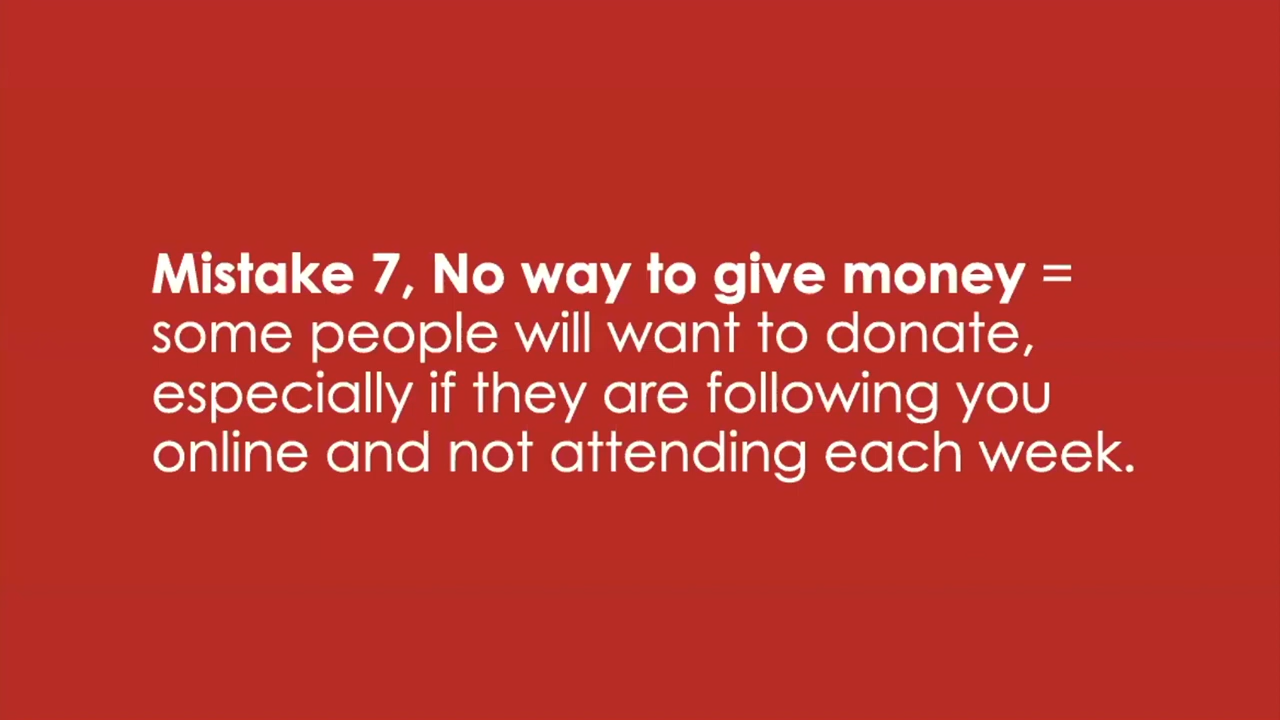 Mistake 7, No way to give money =
some people will want to donate,
especially if they are following you
online and not attending each week.